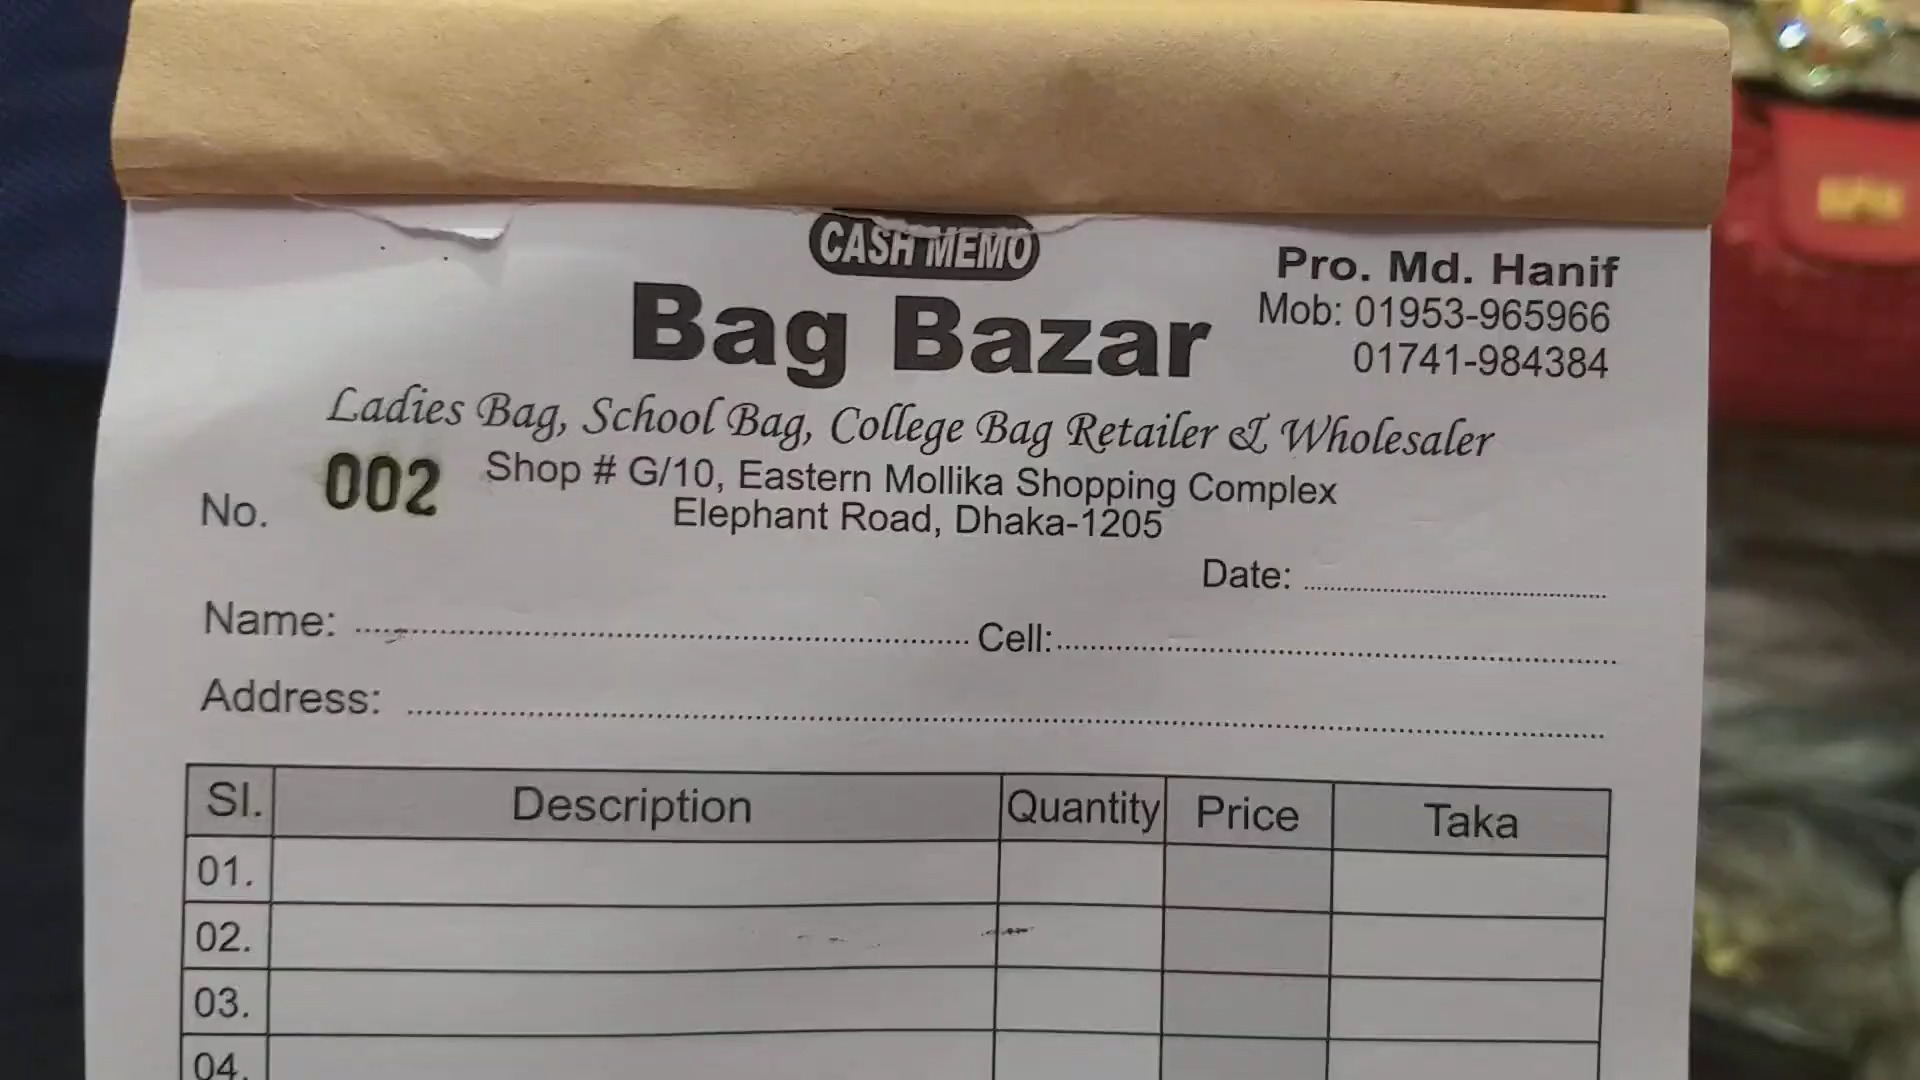 CASH MEMO
Pro. Md. Hanif
Bag Bazar
Mob: 01953-965966
01741-984384
Ladies Bag, School Bag, College Bag Retailer & Wholesaler
No. 002
Shop # G/10, Eastern Mollika Shopping Complex
Elephant Road, Dhaka-1205
Date:
Name: Cell:
Address:
Sl. Description Quantity Price Taka
01.
02.
03.
04.